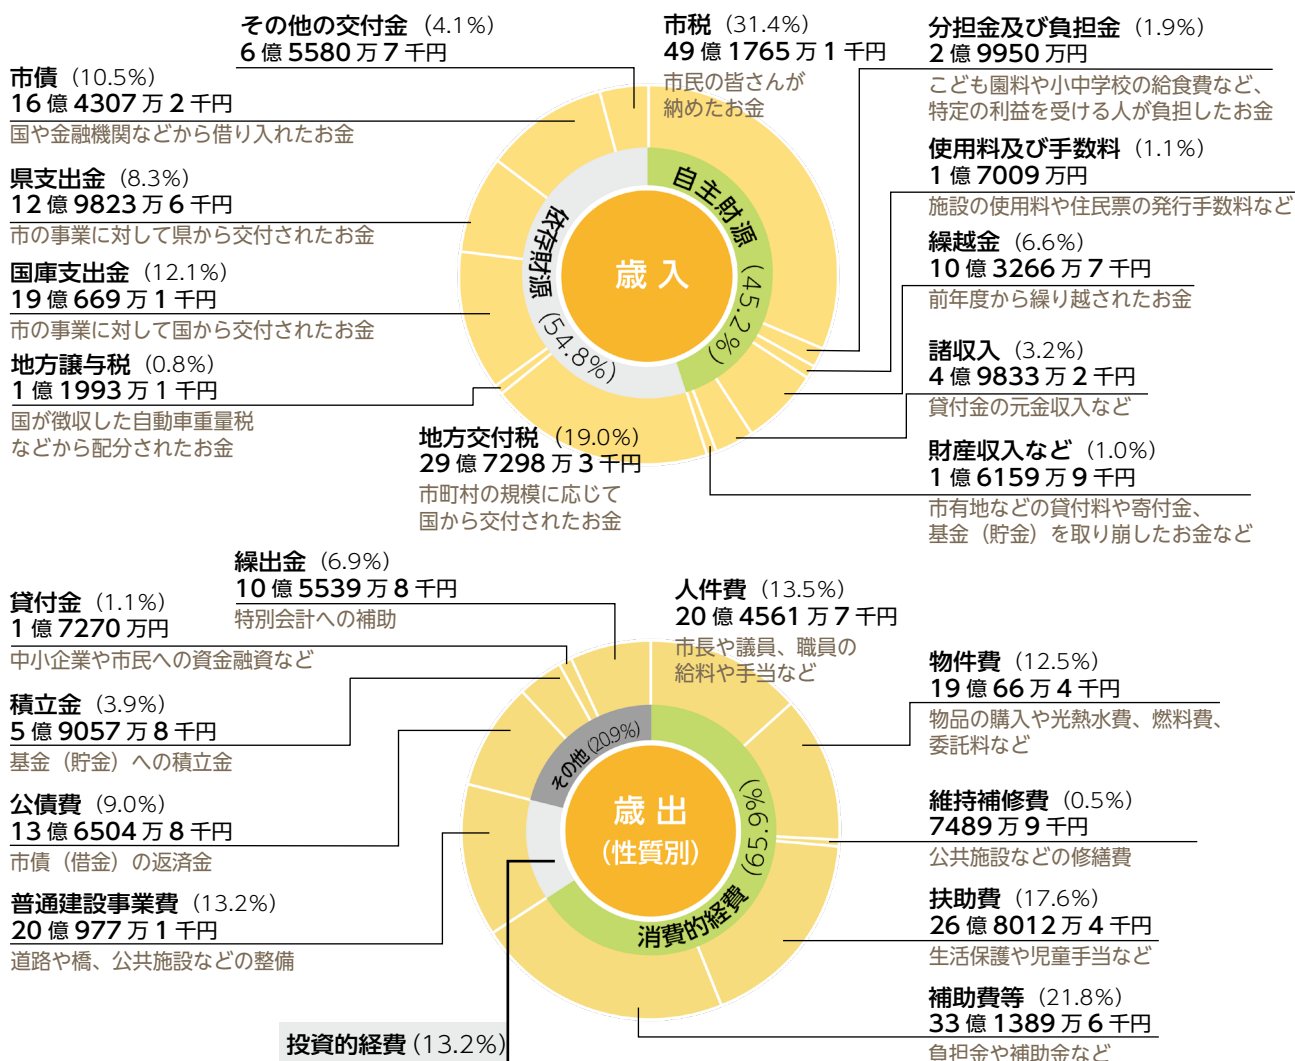 その他の交付金（4.1%）
6億5580万7千円
市税（31.4%）
49億1765万1千円
市民の皆さんが
納めたお金
分担金及び負担金（1.9%）
2億9950万円
こども園料や小中学校の給食費など、
特定の利益を受ける人が負担したお金
市債（10.5%）
16億4307万2千円
国や金融機関などから借り入れたお金
使用料及び手数料（1.1%）
1億7009万円
施設の使用料や住民票の発行手数料など
県支出金（8.3%）
12億9823万6千円
市の事業に対して県から交付されたお金
繰越金（6.6%）
10億3266万7千円
前年度から繰り越されたお金
国庫支出金（12.1%）
19億669万1千円
市の事業に対して国から交付されたお金
諸収入（3.2%）
4億9833万2千円
貸付金の元金収入など
地方譲与税（0.8%）
1億1993万1千円
国が徴収した自動車重量税
などから配分されたお金
地方交付税（19.0%）
29億7298万3千円
市町村の規模に応じて
国から交付されたお金
財産収入など（1.0%）
1億6159万9千円
市有地などの貸付料や寄付金、
基金（貯金）を取り崩したお金など
歳入
自主財源（45.2%）
依存財源（54.8%）
繰出金（6.9%）
10億5539万8千円
特別会計への補助
人件費（13.5%）
20億4561万7千円
市長や議員、職員の
給料や手当など
貸付金（1.1%）
1億7270万円
中小企業や市民への資金融資など
物件費（12.5%）
19億66万4千円
物品の購入や光熱水費、燃料費、
委託料など
積立金（3.9%）
5億9057万8千円
基金（貯金）への積立金
維持補修費（0.5%）
7489万9千円
公共施設などの修繕費
公債費（9.0%）
13億6504万8千円
市債（借金）の返済金
扶助費（17.6%）
26億8012万4千円
生活保護や児童手当など
普通建設事業費（13.2%）
20億977万1千円
道路や橋、公共施設などの整備
補助費等（21.8%）
33億1389万6千円
負担金や補助金など
歳出
（性質別）
その他（20.9%）
消費的経費（65.9%）
投資的経費（13.2%）